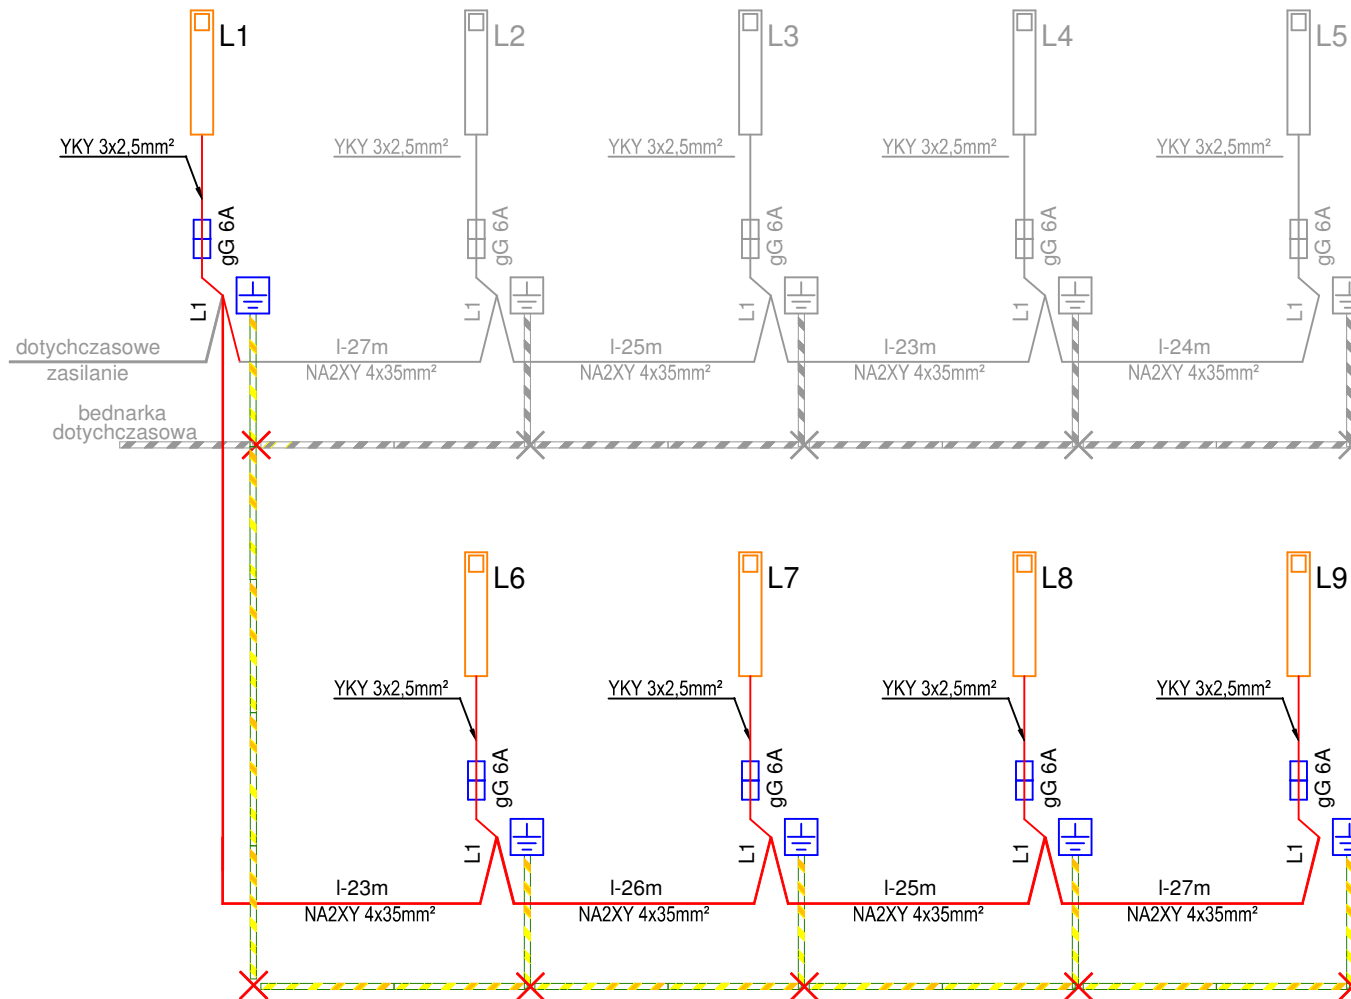 L1
L2
L3
L4
L5
YKY 3x2,5mm²
YKY 3x2,5mm²
YKY 3x2,5mm²
YKY 3x2,5mm²
YKY 3x2,5mm²
gG 6A
gG 6A
gG 6A
gG 6A
gG 6A
L1
L1
L1
L1
L1
dotychczasowe
zasilanie
l-27m
NA2XY 4x35mm²
l-25m
NA2XY 4x35mm²
l-23m
NA2XY 4x35mm²
l-24m
NA2XY 4x35mm²
bednarka
dotychczasowa
L6
L7
L8
L9
YKY 3x2,5mm²
YKY 3x2,5mm²
YKY 3x2,5mm²
YKY 3x2,5mm²
gG 6A
gG 6A
gG 6A
gG 6A
L1
L1
L1
L1
l-23m
NA2XY 4x35mm²
l-26m
NA2XY 4x35mm²
l-25m
NA2XY 4x35mm²
l-27m
NA2XY 4x35mm²